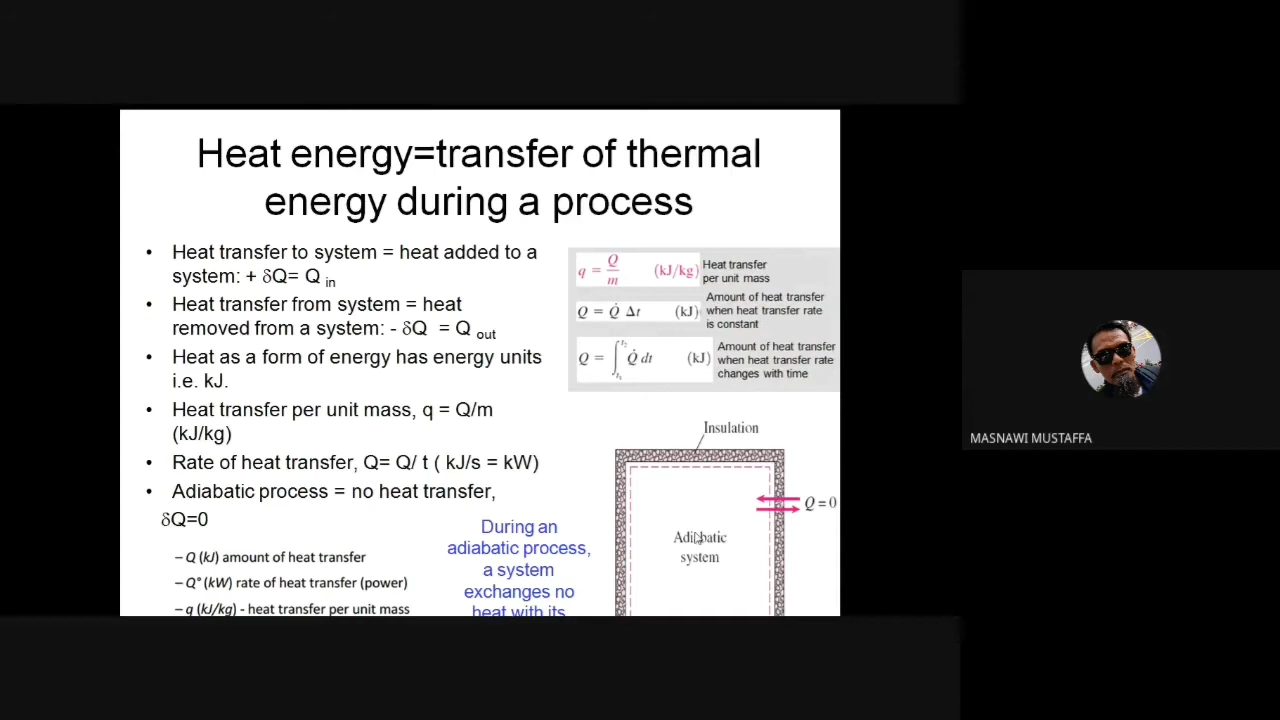 Heat energy=transfer of thermal
energy during a process
• Heat transfer to system = heat added to a
system: + δQ= Q in
• Heat transfer from system = heat
removed from a system: - δQ = Q out
• Heat as a form of energy has energy units
i.e. kJ.
• Heat transfer per unit mass, q = Q/m
(kJ/kg)
• Rate of heat transfer, Q= Q/ t ( kJ/s = kW)
• Adiabatic process = no heat transfer,
δQ=0
– Q (kJ) amount of heat transfer
– Q° (kW) rate of heat transfer (power)
– q (kJ/kg) - heat transfer per unit mass
q = Q/m (kJ/kg) Heat transfer
per unit mass
Q = Q̇ Δt (kJ) Amount of heat transfer
when heat transfer rate
is constant
Q = ∫t₁t₂ Q̇ dt (kJ) Amount of heat transfer
when heat transfer rate
changes with time
During an
adiabatic process,
a system
exchanges no
heat with its
Insulation
Q = 0
Adiabatic
system
MASNAWI MUSTAFFA